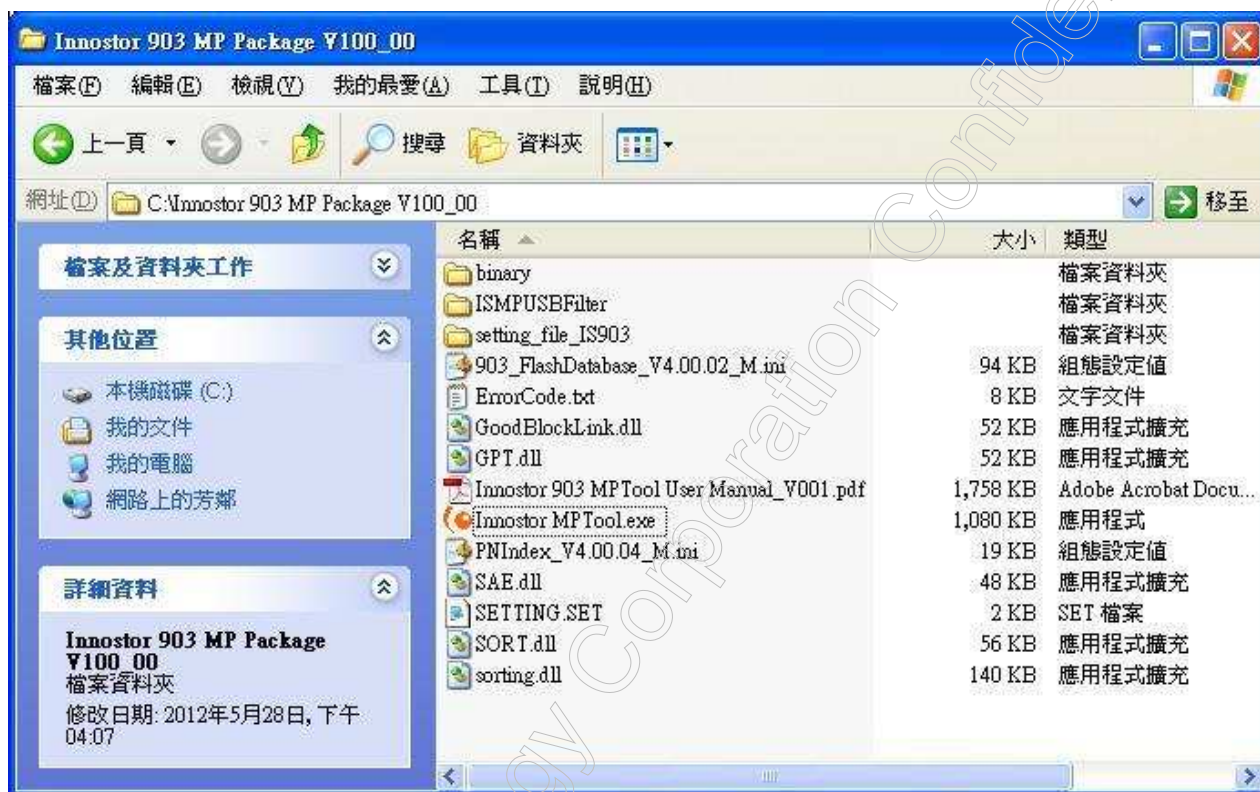 Innostor 903 MP Package V100_00
檔案(F) 編輯(E) 檢視(V) 我的最愛(A) 工具(T) 說明(H)
上一頁 搜尋 資料夾
網址(D) C:\Innostor 903 MP Package V100_00 移至
檔案及資料夾工作
其他位置
本機磁碟 (C:)
我的文件
我的電腦
網路上的芳鄰
詳細資料
Innostor 903 MP Package
V100_00
檔案資料夾
修改日期: 2012年5月28日, 下午
04:07
名稱 大小 類型
binary 檔案資料夾
ISMPUSBFilter 檔案資料夾
setting_file_IS903 檔案資料夾
903_FlashDatabase_V4.00.02_M.ini 94 KB 組態設定值
ErrorCode.txt 8 KB 文字文件
GoodBlockLink.dll 52 KB 應用程式擴充
GPT.dll 52 KB 應用程式擴充
Innostor 903 MPTool User Manual_V001.pdf 1,758 KB Adobe Acrobat Docu...
Innostor MPTool.exe 1,080 KB 應用程式
PNIndex_V4.00.04_M.ini 19 KB 組態設定值
SAE.dll 48 KB 應用程式擴充
SETTING.SET 2 KB SET 檔案
SORT.dll 56 KB 應用程式擴充
sorting.dll 140 KB 應用程式擴充
gy Corporation Confide